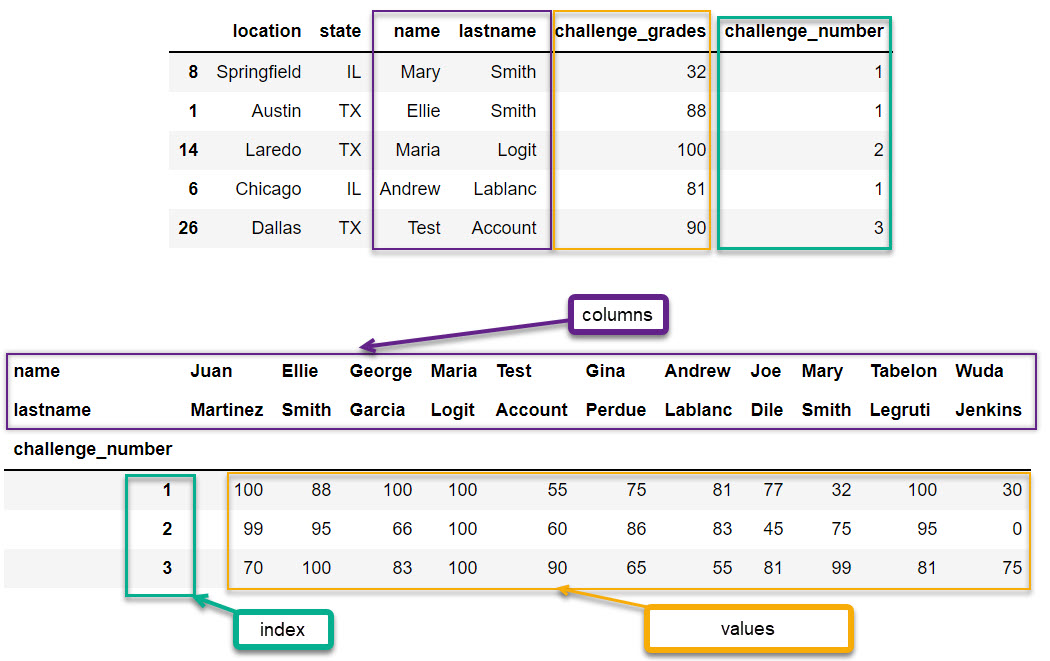 location state name lastname challenge_grades challenge_number
8 Springfield IL Mary Smith 32 1
1 Austin TX Ellie Smith 88 1
14 Laredo TX Maria Logit 100 2
6 Chicago IL Andrew Lablanc 81 1
26 Dallas TX Test Account 90 3
columns
name Juan Ellie George Maria Test Gina Andrew Joe Mary Tabelon Wuda
lastname Martinez Smith Garcia Logit Account Perdue Lablanc Dile Smith Legruti Jenkins
challenge_number
1 100 88 100 100 55 75 81 77 32 100 30
2 99 95 66 100 60 86 83 45 75 95 0
3 70 100 83 100 90 65 55 81 99 81 75
index
values